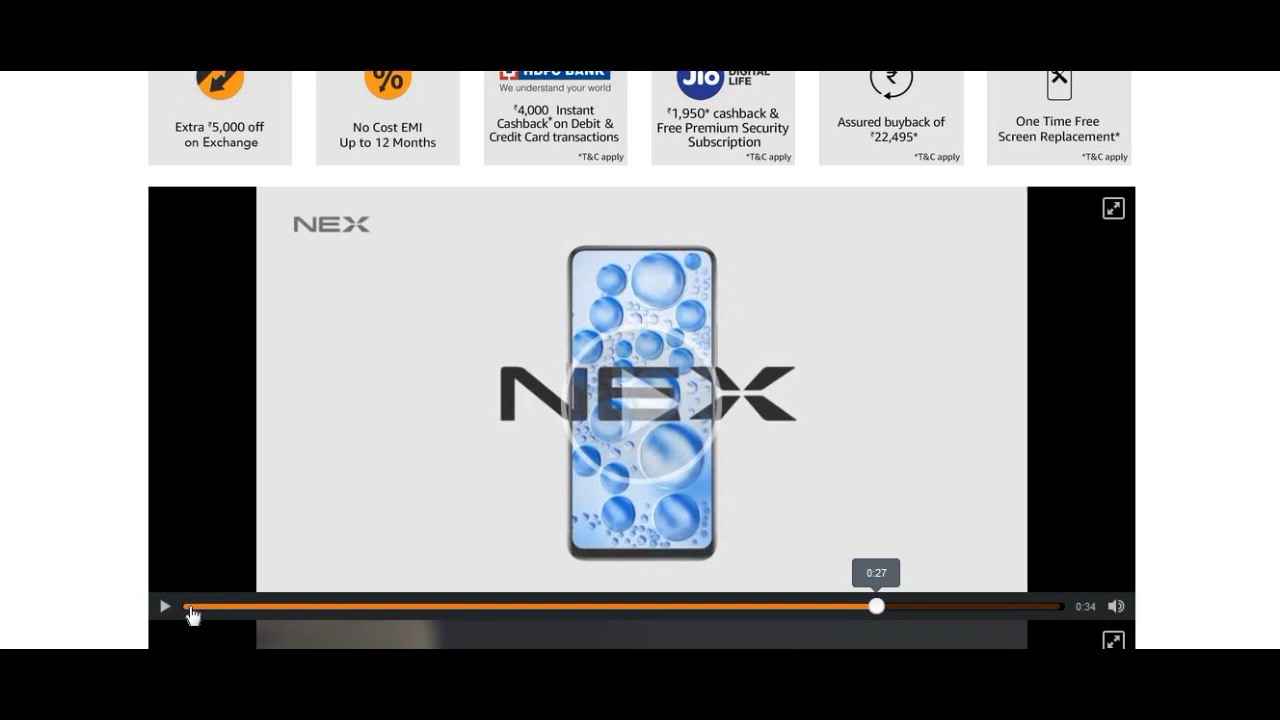 HDFC BANK
We understand your world
Jio DIGITAL
LIFE
Extra ₹5,000 off
on Exchange
No Cost EMI
Up to 12 Months
₹4,000 Instant
Cashback* on Debit &
Credit Card transactions
*T&C apply
₹1,950* cashback &
Free Premium Security
Subscription
*T&C apply
Assured buyback of
₹22,495*
*T&C apply
One Time Free
Screen Replacement*
*T&C apply
NEX
NEX
0:27
0:34